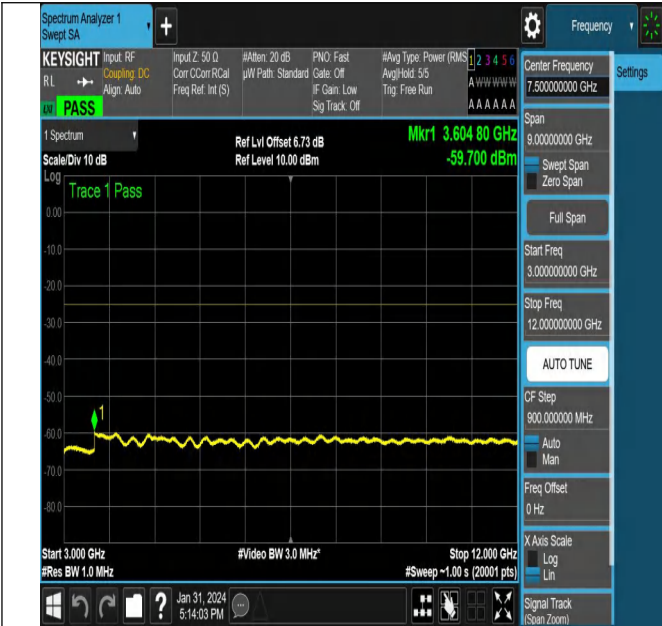 Spectrum Analyzer 1
Swept SA
Frequency
KEYSIGHT
RL
LXI
PASS
Input: RF
Coupling: DC
Align: Auto
Input Z: 50 Ω
Corr CCorr RCal
Freq Ref: Int (S)
#Atten: 20 dB
µW Path: Standard
PNO: Fast
Gate: Off
IF Gain: Low
Sig Track: Off
#Avg Type: Power (RMS
Avg|Hold: 5/5
Trig: Free Run
1 2 3 4 5 6
A W W W W W
A A A A A A
Center Frequency
7.500000000 GHz
Settings
Span
9.00000000 GHz
Swept Span
Zero Span
Full Span
Start Freq
3.000000000 GHz
Stop Freq
12.000000000 GHz
AUTO TUNE
CF Step
900.000000 MHz
Auto
Man
Freq Offset
0 Hz
X Axis Scale
Log
Lin
Signal Track
(Span Zoom)
1 Spectrum
Scale/Div 10 dB
Ref Lvl Offset 6.73 dB
Ref Level 10.00 dBm
Mkr1 3.604 80 GHz
-59.700 dBm
Log
Trace 1 Pass
0.00
-10.0
-20.0
-30.0
-40.0
-50.0
-60.0
-70.0
-80.0
1
Start 3.000 GHz
#Res BW 1.0 MHz
#Video BW 3.0 MHz*
Stop 12.000 GHz
#Sweep ~1.00 s (20001 pts)
?
Jan 31, 2024
5:14:03 PM